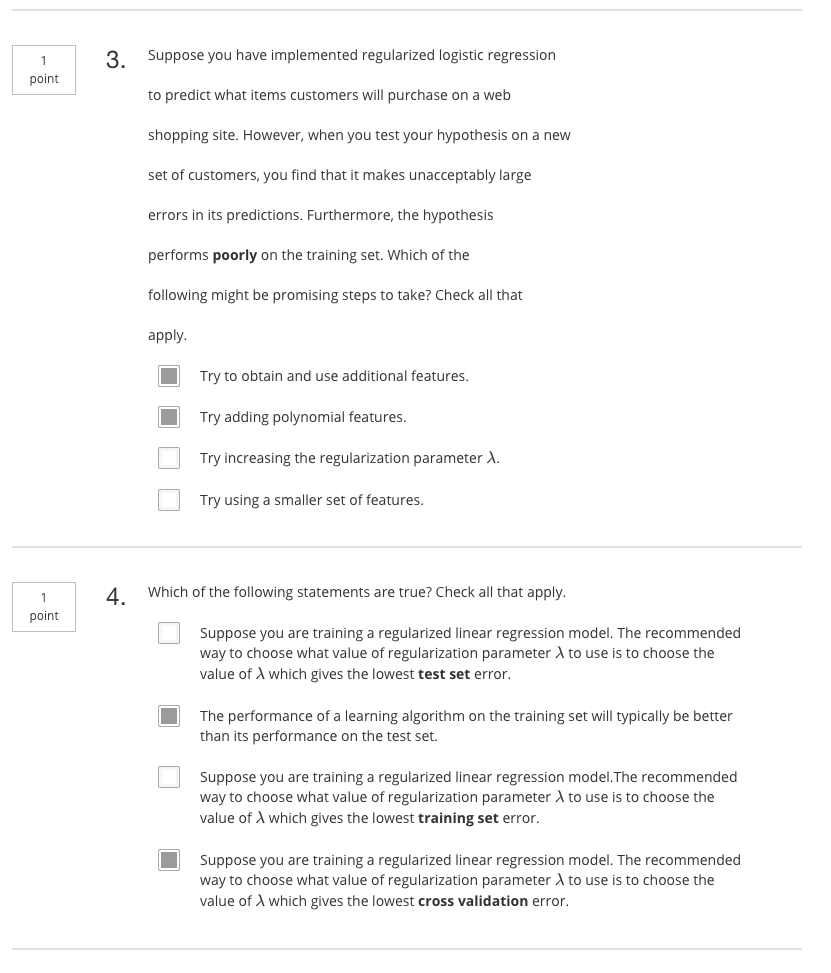 1
point
3.
Suppose you have implemented regularized logistic regression
to predict what items customers will purchase on a web
shopping site. However, when you test your hypothesis on a new
set of customers, you find that it makes unacceptably large
errors in its predictions. Furthermore, the hypothesis
performs poorly on the training set. Which of the
following might be promising steps to take? Check all that
apply.
Try to obtain and use additional features.
Try adding polynomial features.
Try increasing the regularization parameter λ.
Try using a smaller set of features.
1
point
4.
Which of the following statements are true? Check all that apply.
Suppose you are training a regularized linear regression model. The recommended
way to choose what value of regularization parameter λ to use is to choose the
value of λ which gives the lowest test set error.
The performance of a learning algorithm on the training set will typically be better
than its performance on the test set.
Suppose you are training a regularized linear regression model.The recommended
way to choose what value of regularization parameter λ to use is to choose the
value of λ which gives the lowest training set error.
Suppose you are training a regularized linear regression model. The recommended
way to choose what value of regularization parameter λ to use is to choose the
value of λ which gives the lowest cross validation error.